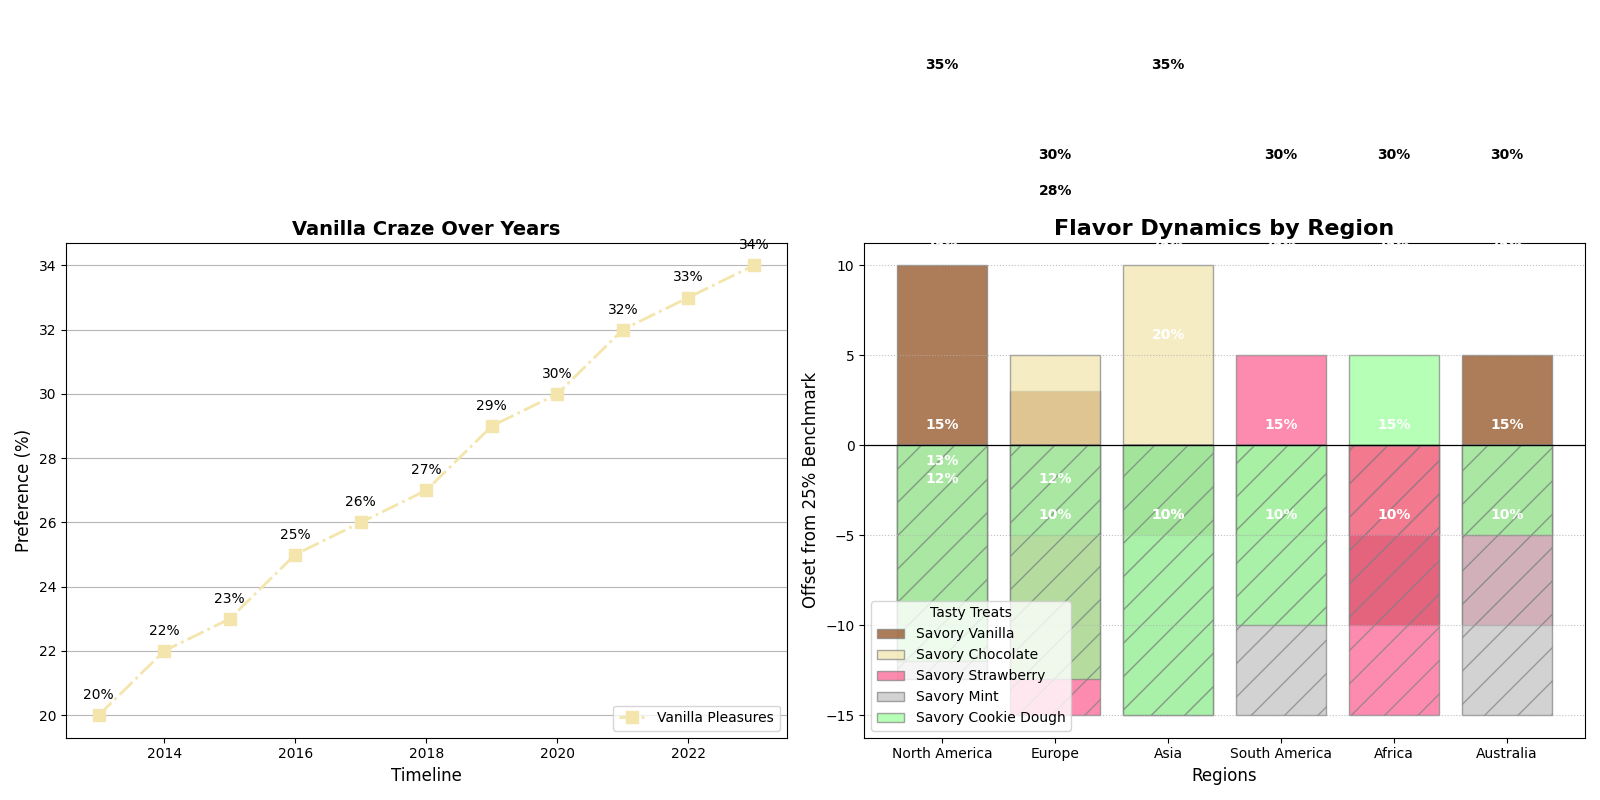 35%
35%
30%
30%
30%
30%
28%
Vanilla Craze Over Years
Preference (%)
34
32
30
28
26
24
22
20
20%
22%
23%
25%
26%
27%
29%
30%
32%
33%
34%
Vanilla Pleasures
2014
2016
2018
2020
2022
Timeline
Flavor Dynamics by Region
Offset from 25% Benchmark
10
5
0
−5
−10
−15
20%
15%
15%
15%
15%
13%
12%
12%
10%
10%
10%
10%
10%
Tasty Treats
Savory Vanilla
Savory Chocolate
Savory Strawberry
Savory Mint
Savory Cookie Dough
North America
Europe
Asia
South America
Africa
Australia
Regions